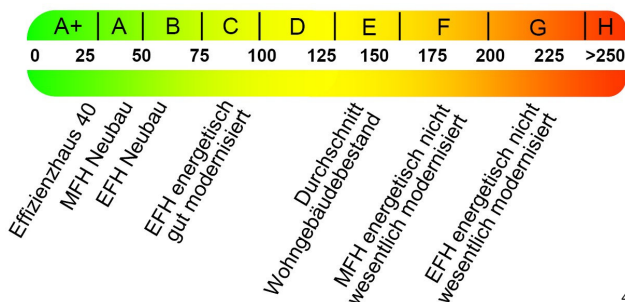 A+ A B C D E F G H
0 25 50 75 100 125 150 175 200 225 >250
Effizienzhaus 40
MFH Neubau
EFH Neubau
EFH energetisch
gut modernisiert
Durchschnitt
Wohngebäudebestand
MFH energetisch nicht
wesentlich modernisiert
EFH energetisch nicht
wesentlich modernisiert